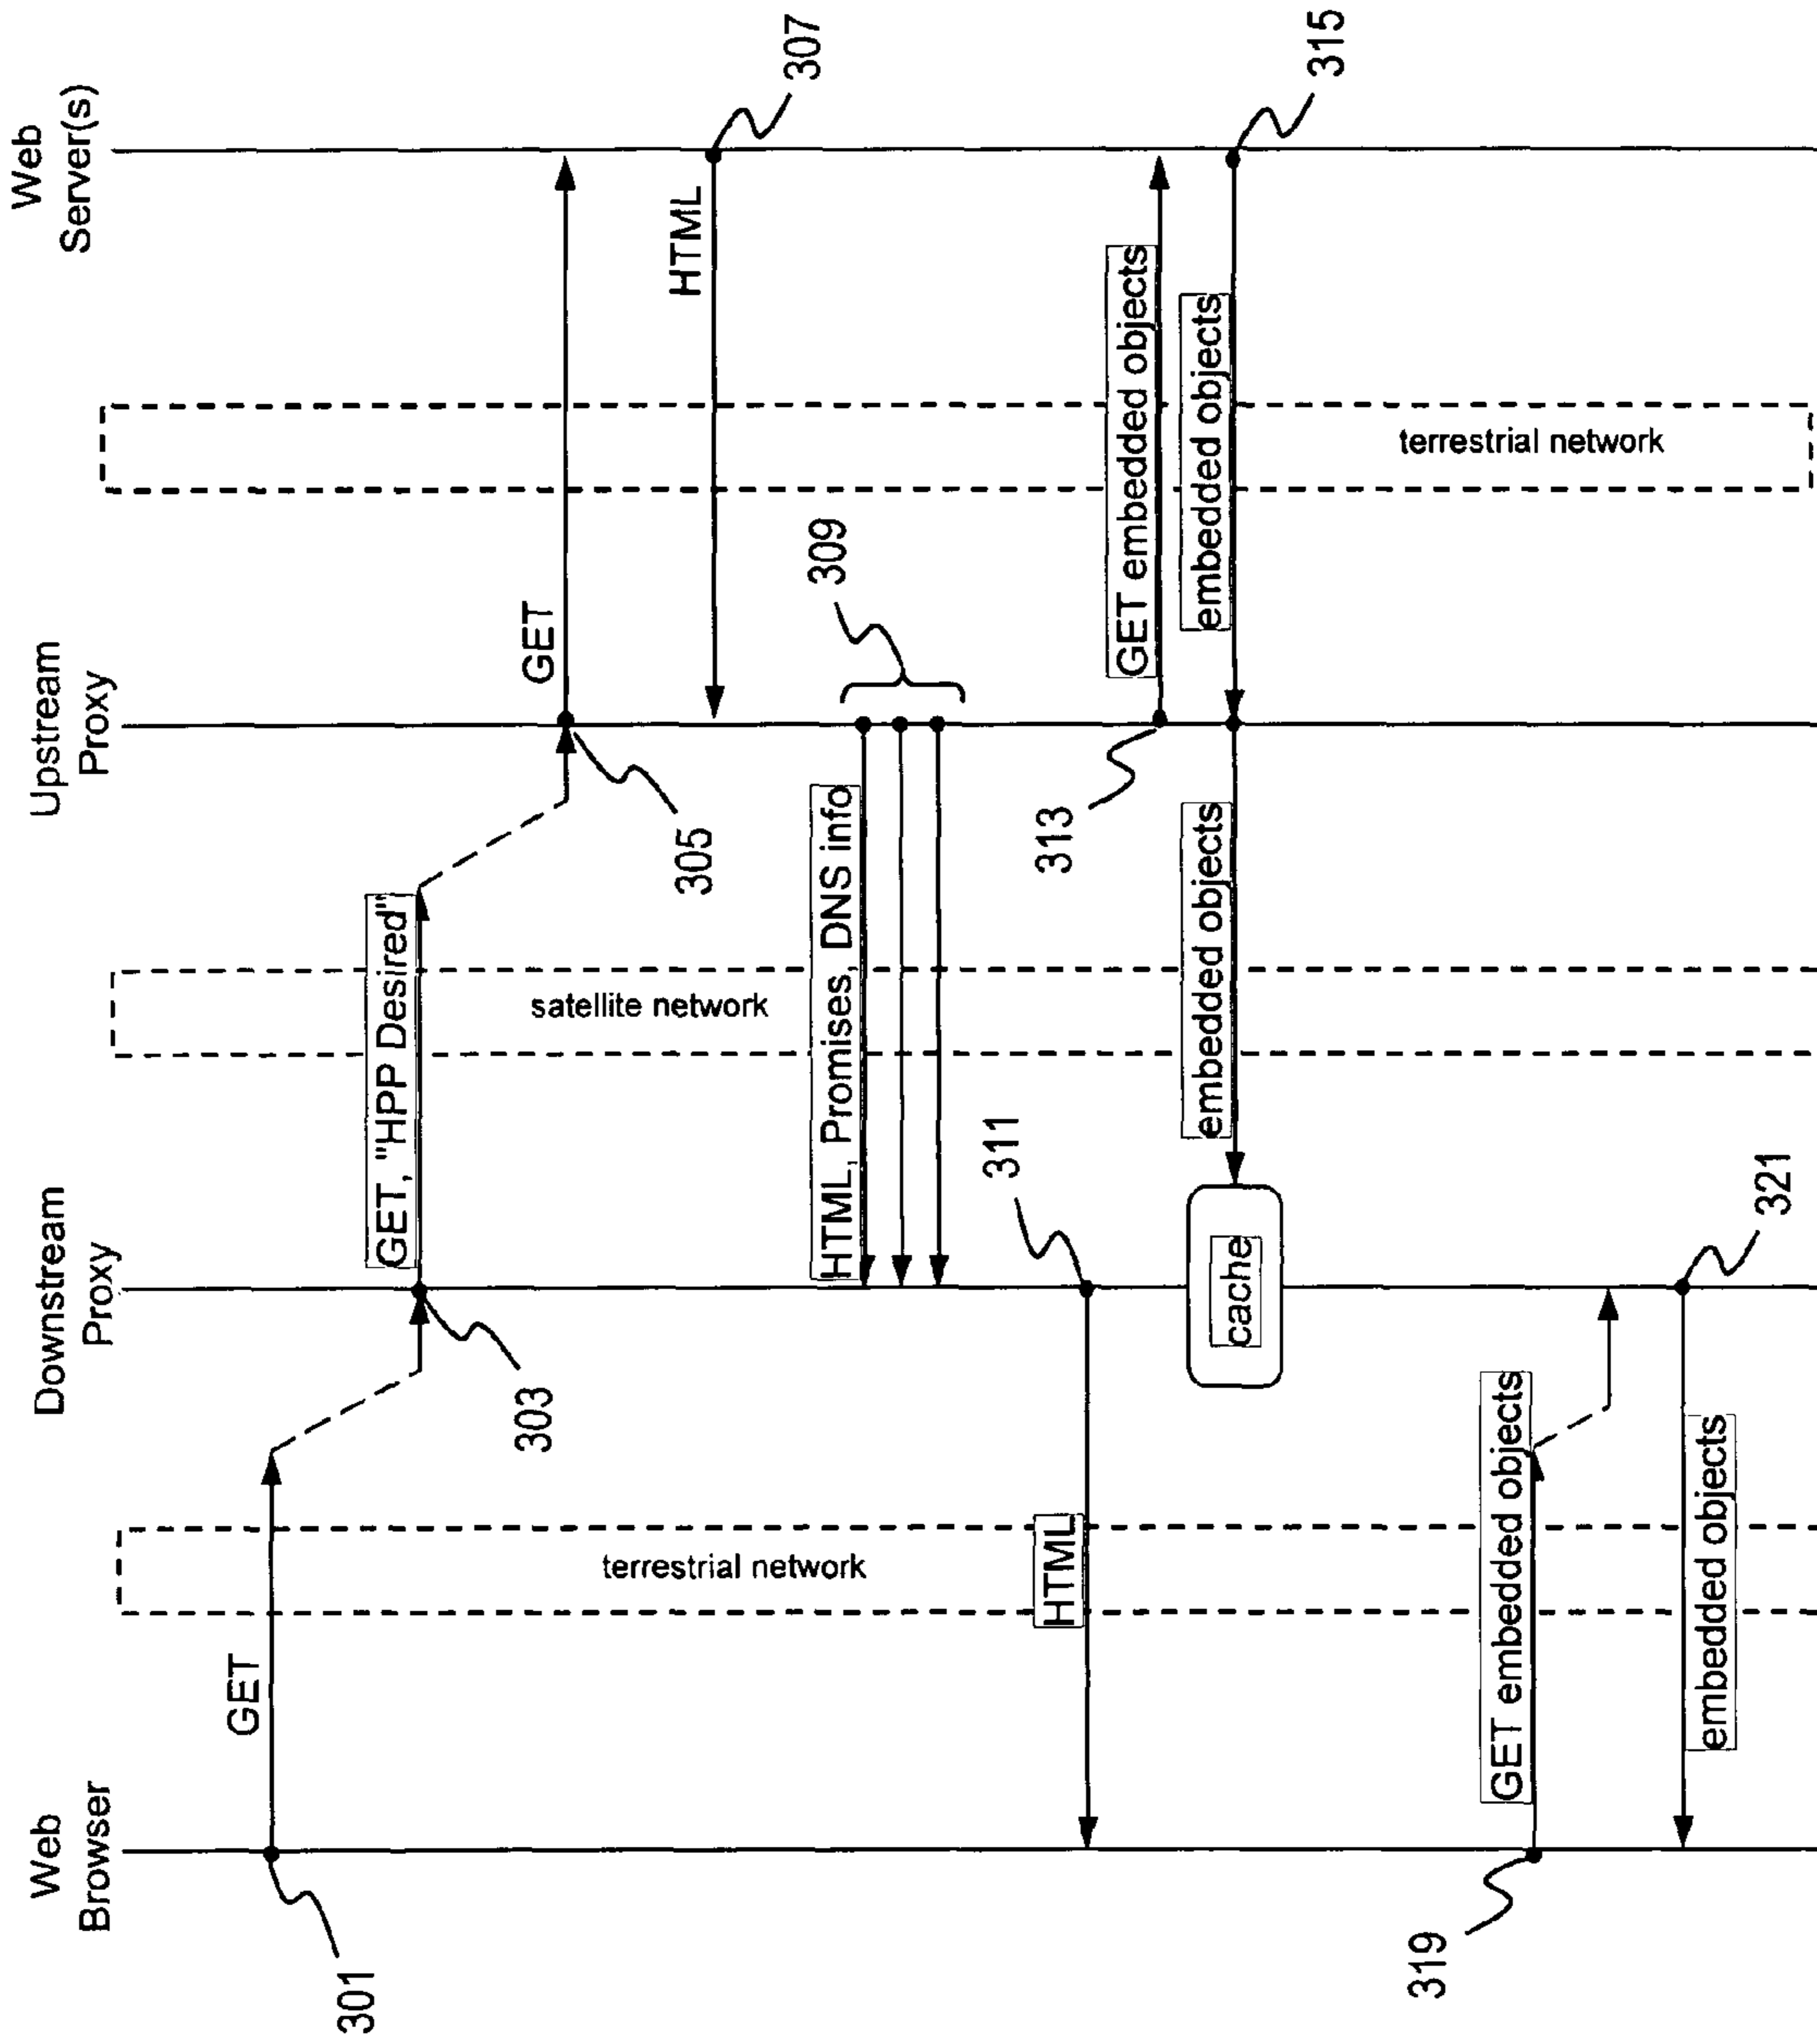 Web
Browser
Downstream
Proxy
Upstream
Proxy
Web
Server(s)
301
GET
303
GET, "HPP Desired"
305
GET
HTML
307
satellite network
terrestrial network
terrestrial network
HTML, Promises, DNS info
309
311
HTML
313
GET embedded objects
embedded objects
315
embedded objects
cache
319
GET embedded objects
321
embedded objects